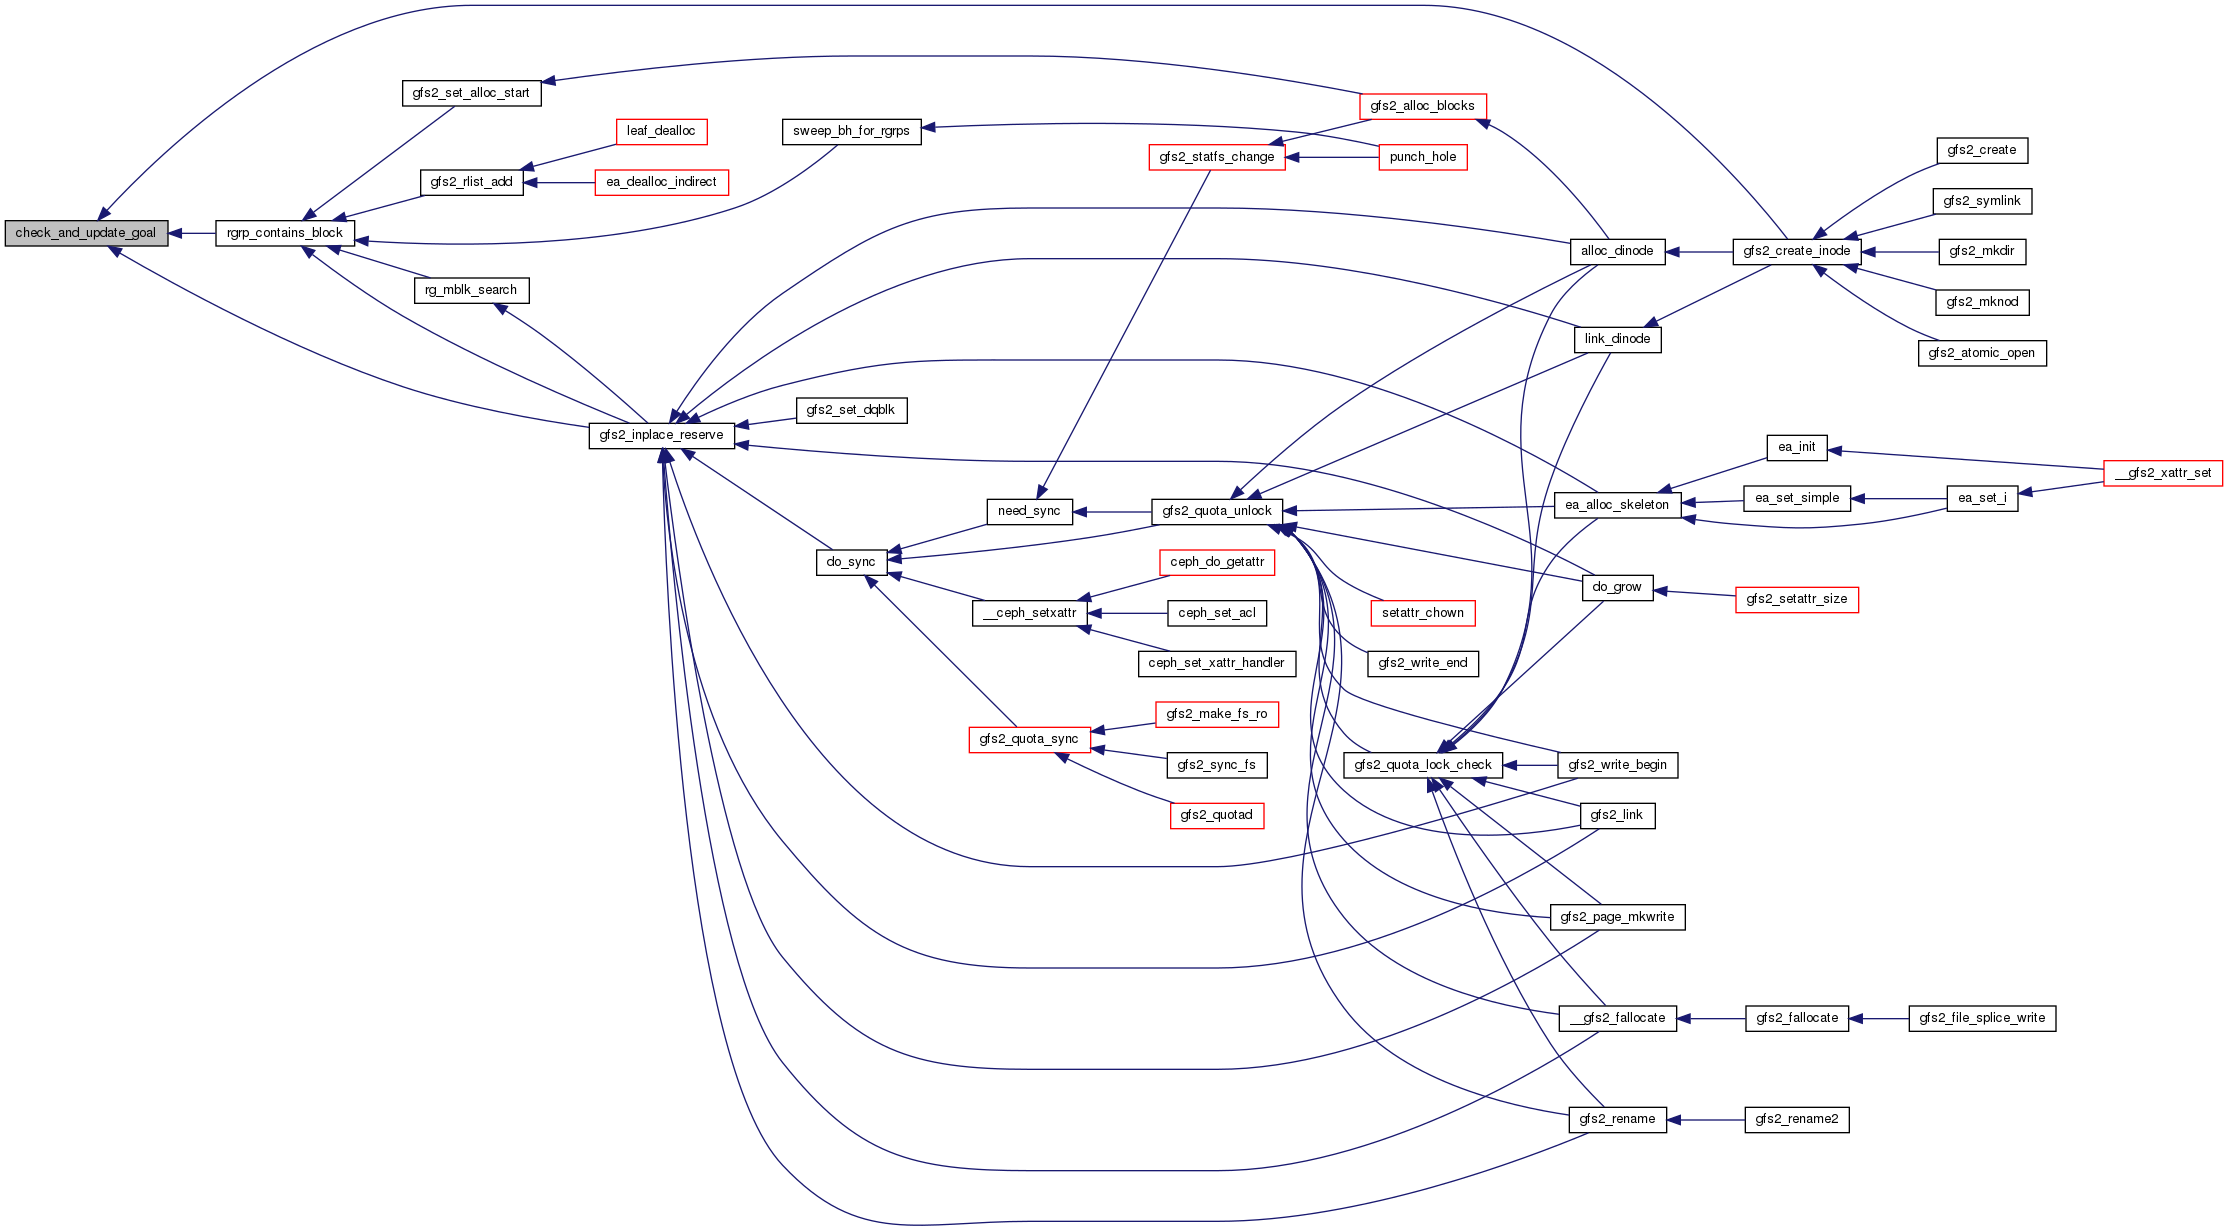 check_and_update_goal
rgrp_contains_block
gfs2_set_alloc_start
gfs2_rlist_add
rg_mblk_search
leaf_dealloc
ea_dealloc_indirect
gfs2_inplace_reserve
sweep_bh_for_rgrps
gfs2_set_dqblk
do_sync
need_sync
__ceph_setxattr
gfs2_quota_sync
gfs2_statfs_change
gfs2_quota_unlock
ceph_do_getattr
ceph_set_acl
ceph_set_xattr_handler
gfs2_make_fs_ro
gfs2_sync_fs
gfs2_quotad
gfs2_alloc_blocks
punch_hole
setattr_chown
gfs2_write_end
gfs2_quota_lock_check
alloc_dinode
link_dinode
ea_alloc_skeleton
do_grow
gfs2_write_begin
gfs2_link
gfs2_page_mkwrite
__gfs2_fallocate
gfs2_rename
gfs2_create_inode
ea_init
ea_set_simple
gfs2_setattr_size
gfs2_fallocate
gfs2_rename2
gfs2_create
gfs2_symlink
gfs2_mkdir
gfs2_mknod
gfs2_atomic_open
ea_set_i
gfs2_file_splice_write
__gfs2_xattr_set